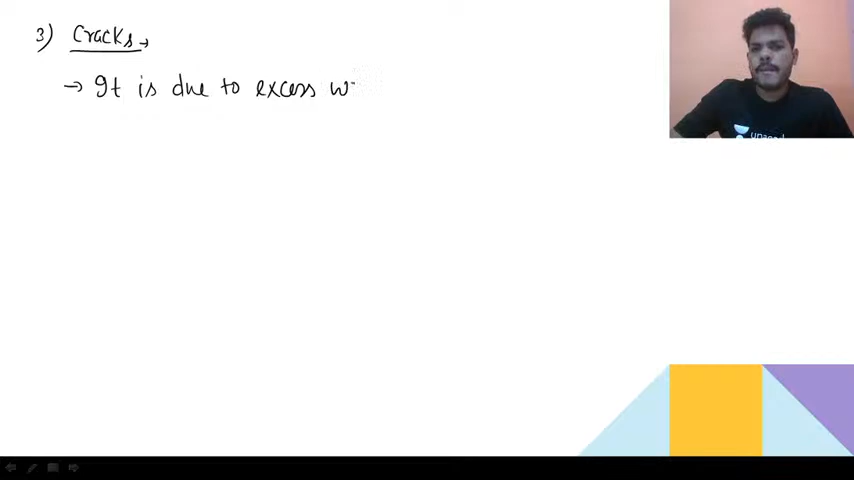 3) Cracks →
→ It is due to excess w